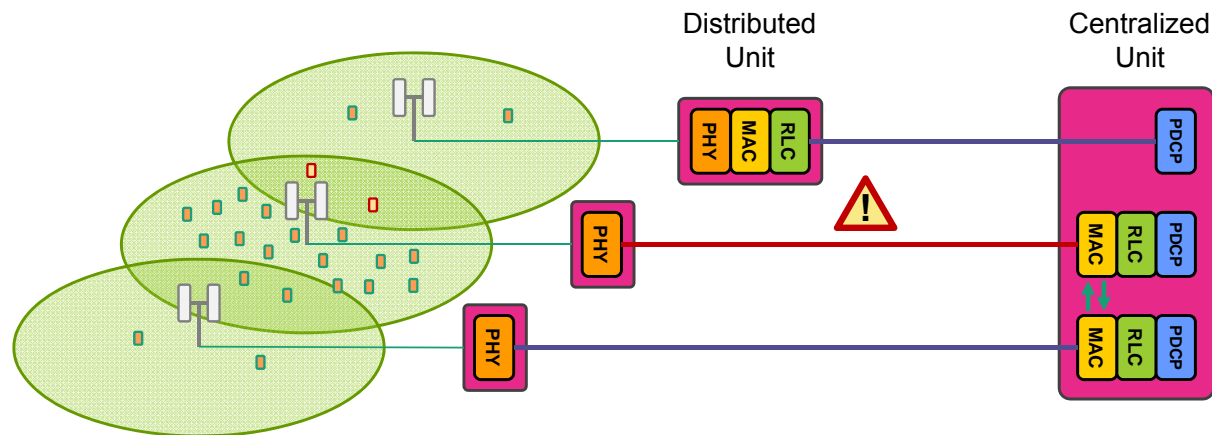 Distributed
Unit
Centralized
Unit
PHY
MAC
RLC
PDCP
!
PHY
MAC
RLC
PDCP
PHY
MAC
RLC
PDCP